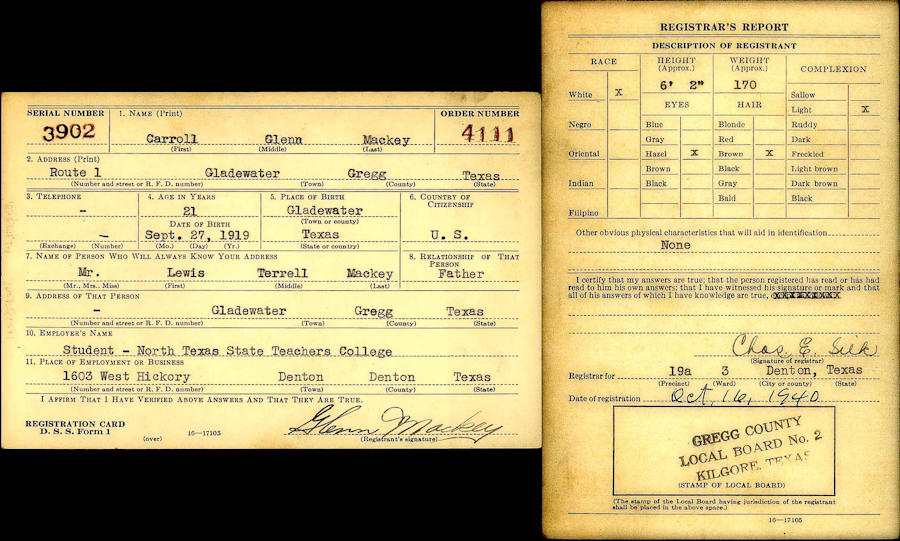 SERIAL NUMBER 1. NAME (Print) ORDER NUMBER
3902 Carroll Glenn Mackey 4111
(First) (Middle) (Last)
2. ADDRESS (Print)
Route 1 Gladewater Gregg Texas
(Number and street or R. F. D. number) (Town) (County) (State)
3. TELEPHONE 4. AGE IN YEARS 5. PLACE OF BIRTH 6. COUNTRY OF CITIZENSHIP
- 21 Gladewater
DATE OF BIRTH (Town or county)
- Sept. 27, 1919 Texas U. S.
(Exchange) (Number) (Mo.) (Day) (Yr.) (State or country)
7. NAME OF PERSON WHO WILL ALWAYS KNOW YOUR ADDRESS 8. RELATIONSHIP OF THAT PERSON
Mr. Lewis Terrell Mackey Father
(Mr., Mrs., Miss) (First) (Middle) (Last)
9. ADDRESS OF THAT PERSON
- Gladewater Gregg Texas
(Number and street or R. F. D. number) (Town) (County) (State)
10. EMPLOYER'S NAME
Student - North Texas State Teachers College
11. PLACE OF EMPLOYMENT OR BUSINESS
1603 West Hickory Denton Denton Texas
(Number and street or R. F. D. number) (Town) (County) (State)
I AFFIRM THAT I HAVE VERIFIED ABOVE ANSWERS AND THAT THEY ARE TRUE.
REGISTRATION CARD
D. S. S. Form 1 Glenn Mackey
(over) 16—17105 (Registrant's signature)
REGISTRAR'S REPORT
DESCRIPTION OF REGISTRANT
RACE HEIGHT (Approx.) WEIGHT (Approx.) COMPLEXION
6' 2" 170
White X Sallow
EYES HAIR Light X
Negro Blue Blonde Ruddy
Gray Red Dark
Oriental Hazel X Brown X Freckled
Brown Black Light brown
Indian Black Gray Dark brown
Bald Black
Filipino
Other obvious physical characteristics that will aid in identification
None
I certify that my answers are true; that the person registered has read or has had
read to him his own answers; that I have witnessed his signature or mark and that
all of his answers of which I have knowledge are true,
Chas. E. Silk
(Signature of registrar)
Registrar for 19a 3 Denton, Texas
(Precinct) (Ward) (City or county) (State)
Date of registration Oct. 16, 1940
GREGG COUNTY
LOCAL BOARD No. 2
KILGORE, TEXAS
(STAMP OF LOCAL BOARD)
(The stamp of the Local Board having jurisdiction of the registrant
shall be placed in the above space.)
16—17105